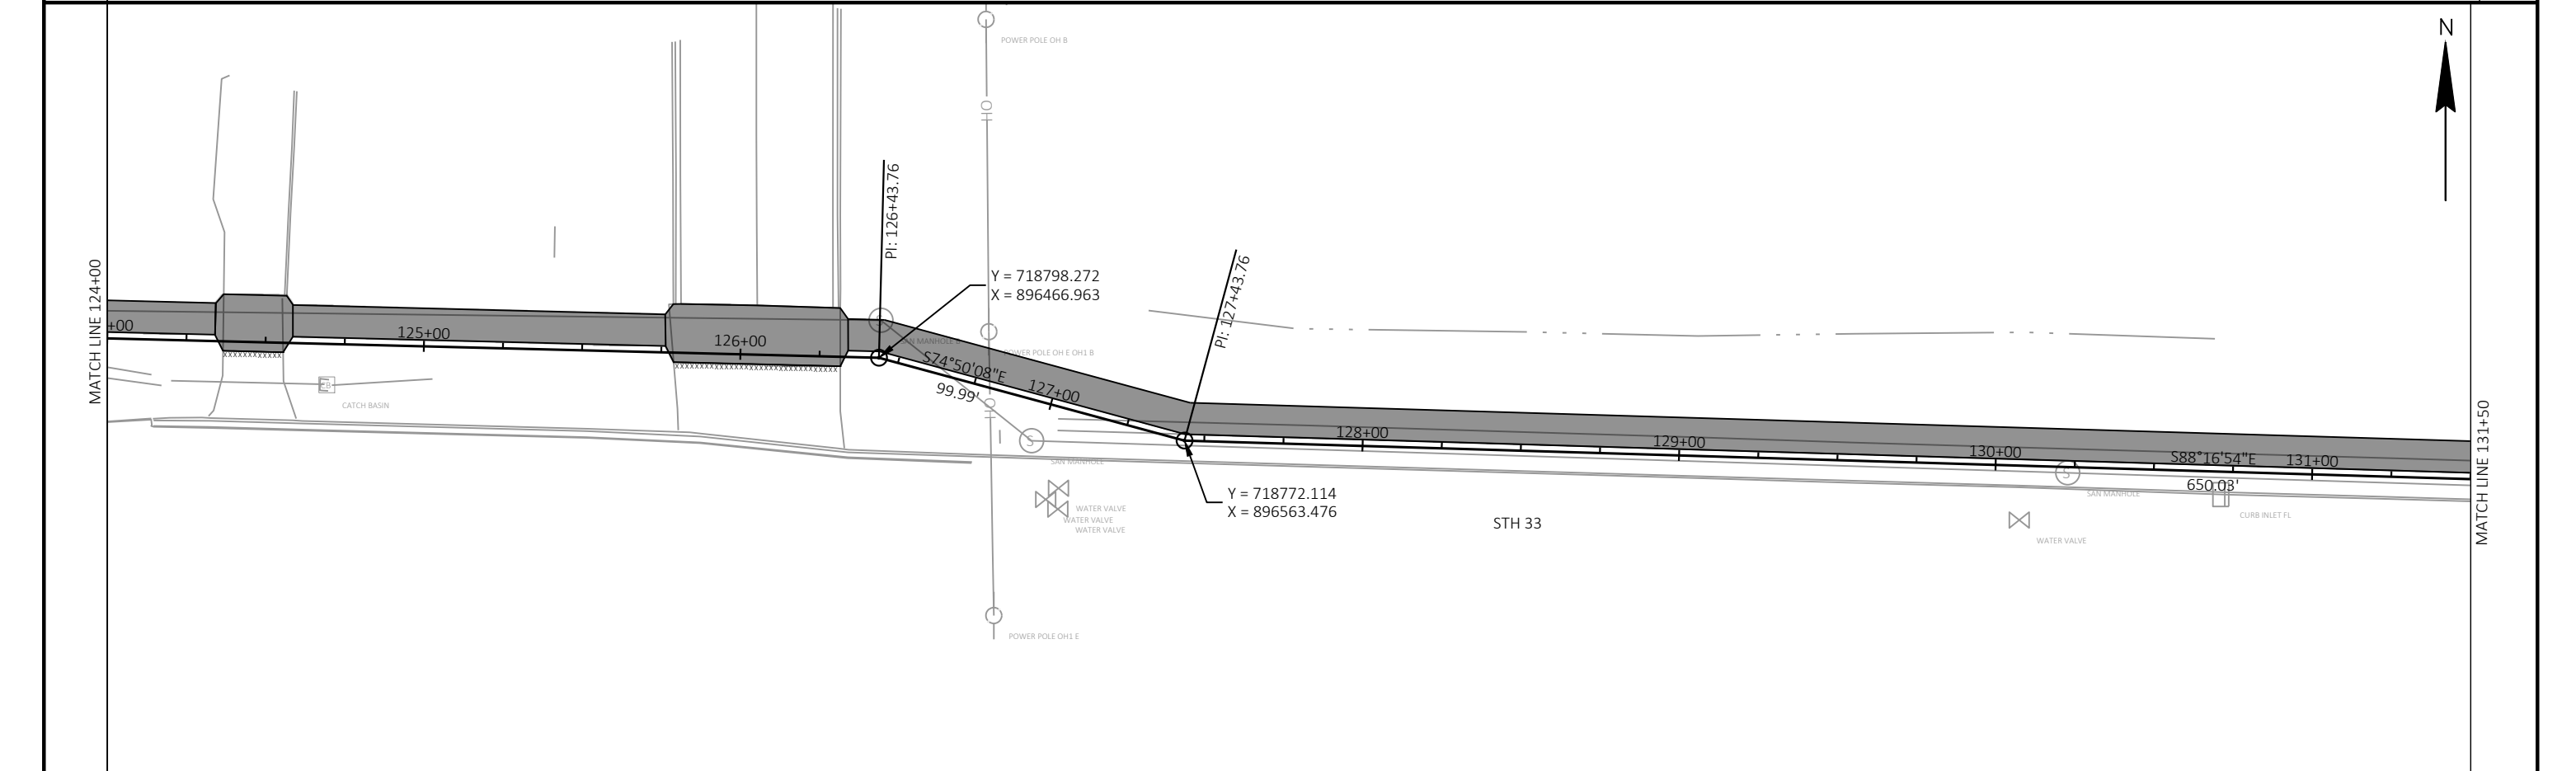 N
POWER POLE OH B
OH
PI: 126+43.76
Y = 718798.272
X = 896466.963
PI: 127+43.76
MATCH LINE 124+00
+00
125+00
126+00
SAN MANHOLE
POWER POLE OH E OH1 B
S74°50'08"E
99.99'
127+00
CATCH BASIN
S
SAN MANHOLE
128+00
129+00
130+00
S88°16'54"E
131+00
650.03'
MATCH LINE 131+50
S
SAN MANHOLE
WATER VALVE
WATER VALVE
WATER VALVE
Y = 718772.114
X = 896563.476
STH 33
CURB INLET FL
WATER VALVE
POWER POLE OH1 E